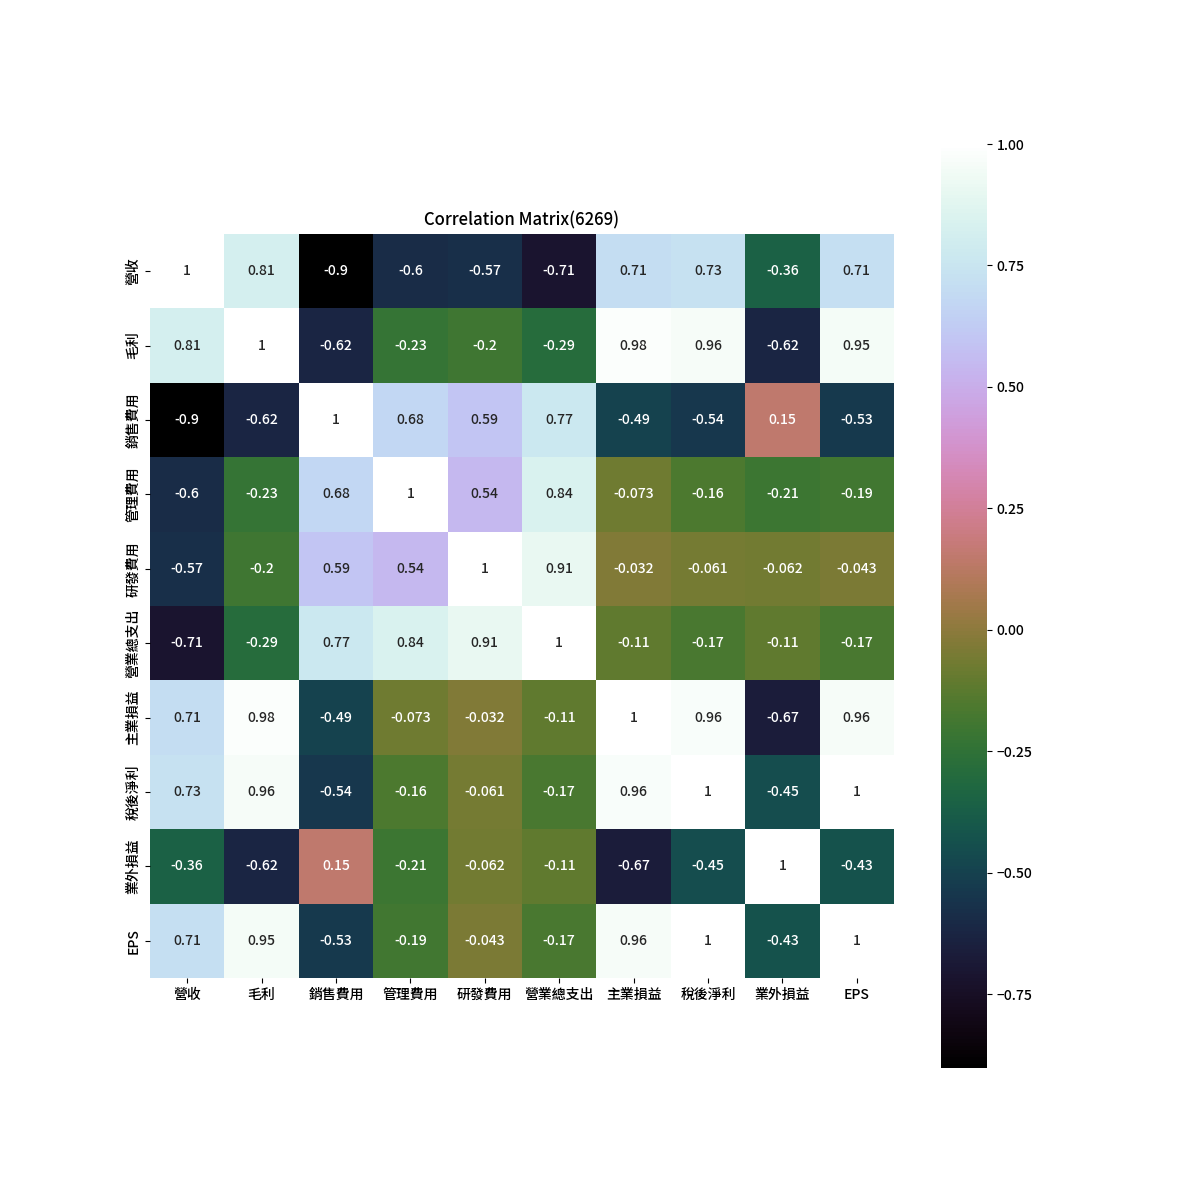 Correlation Matrix(6269)
營收 1 0.81 -0.9 -0.6 -0.57 -0.71 0.71 0.73 -0.36 0.71
毛利 0.81 1 -0.62 -0.23 -0.2 -0.29 0.98 0.96 -0.62 0.95
銷售費用 -0.9 -0.62 1 0.68 0.59 0.77 -0.49 -0.54 0.15 -0.53
管理費用 -0.6 -0.23 0.68 1 0.54 0.84 -0.073 -0.16 -0.21 -0.19
研發費用 -0.57 -0.2 0.59 0.54 1 0.91 -0.032 -0.061 -0.062 -0.043
營業總支出 -0.71 -0.29 0.77 0.84 0.91 1 -0.11 -0.17 -0.11 -0.17
主業損益 0.71 0.98 -0.49 -0.073 -0.032 -0.11 1 0.96 -0.67 0.96
稅後淨利 0.73 0.96 -0.54 -0.16 -0.061 -0.17 0.96 1 -0.45 1
業外損益 -0.36 -0.62 0.15 -0.21 -0.062 -0.11 -0.67 -0.45 1 -0.43
EPS 0.71 0.95 -0.53 -0.19 -0.043 -0.17 0.96 1 -0.43 1
營收 毛利 銷售費用 管理費用 研發費用 營業總支出 主業損益 稅後淨利 業外損益 EPS
1.00
0.75
0.50
0.25
0.00
−0.25
−0.50
−0.75